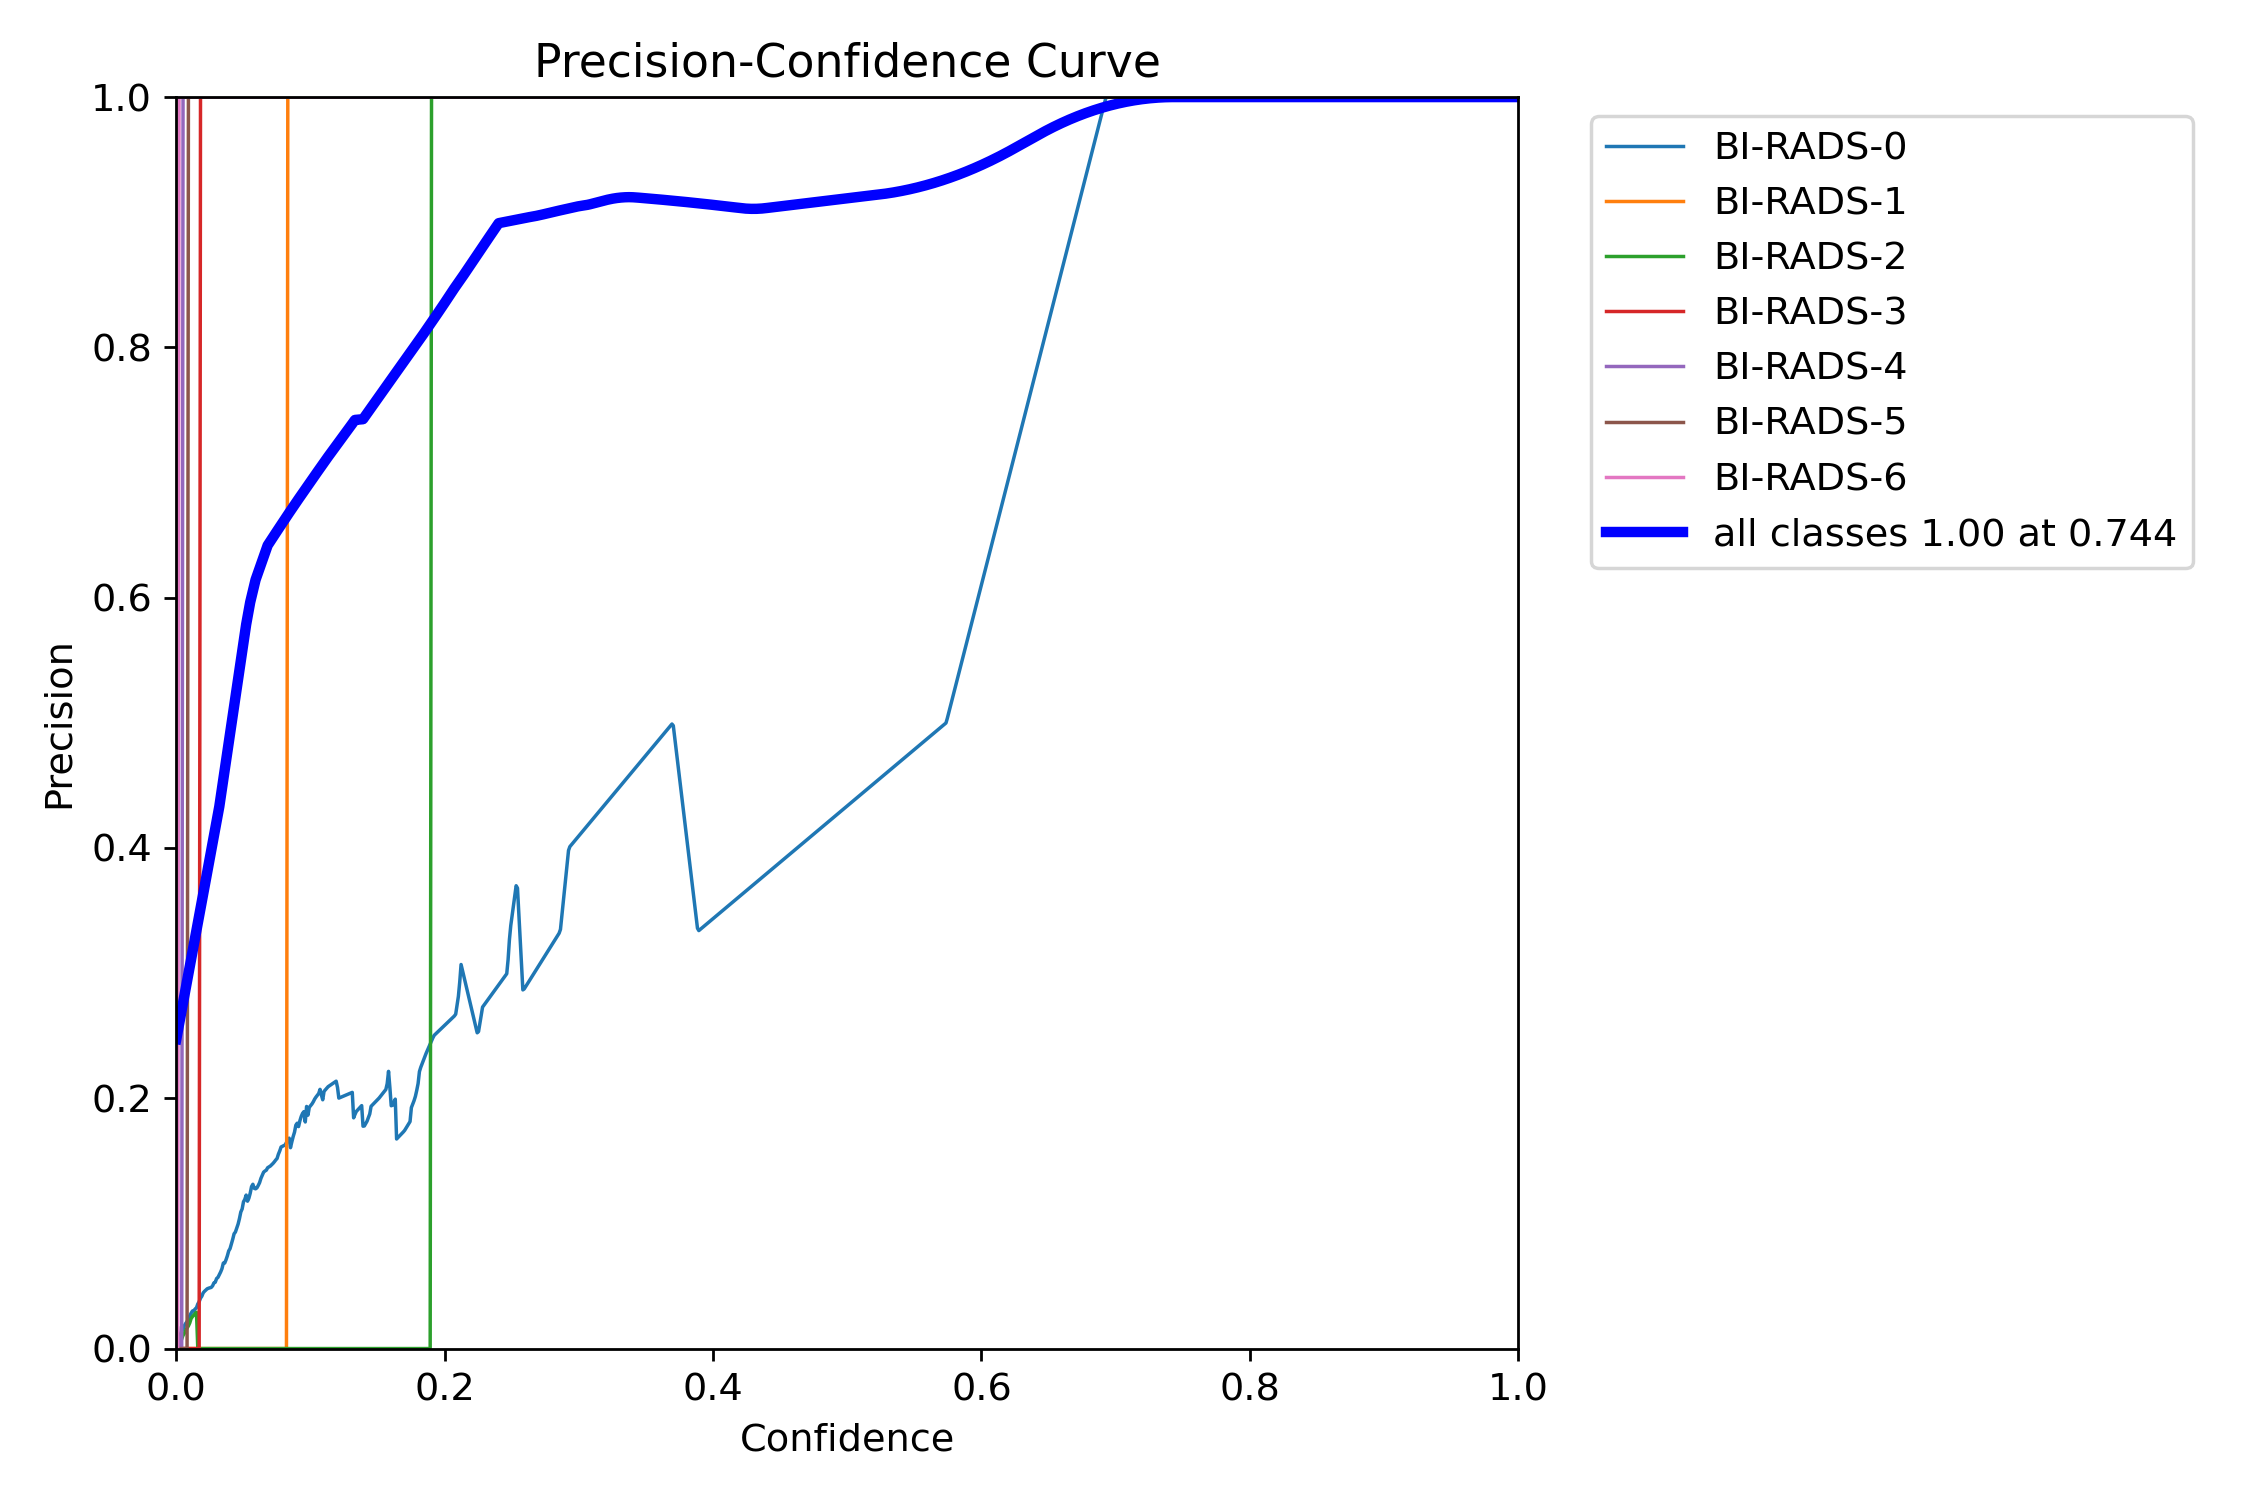 Precision-Confidence Curve
1.0
0.8
0.6
0.4
0.2
0.0
Precision
0.0 0.2 0.4 0.6 0.8 1.0
Confidence
BI-RADS-0
BI-RADS-1
BI-RADS-2
BI-RADS-3
BI-RADS-4
BI-RADS-5
BI-RADS-6
all classes 1.00 at 0.744